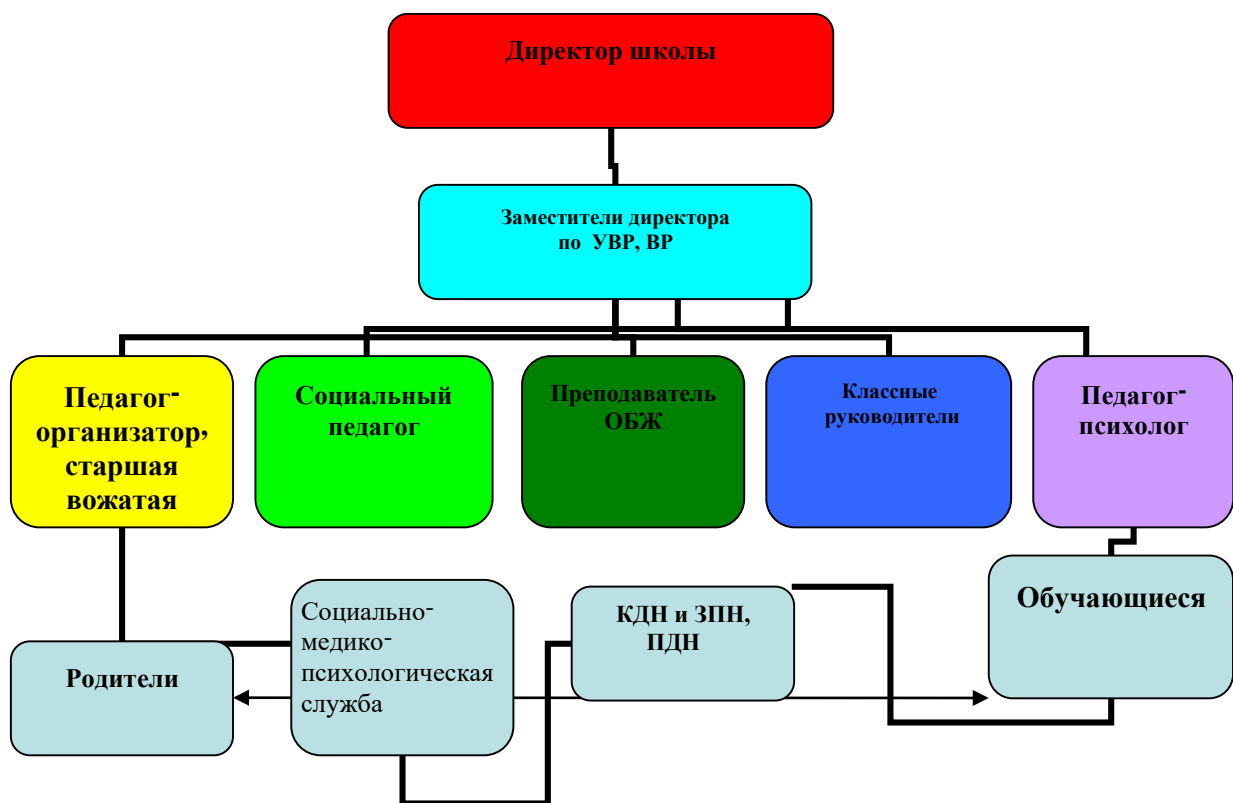 Директор школы
Заместители директора
по УВР, ВР
Педагог-
организатор,
старшая
вожатая
Социальный
педагог
Преподаватель
ОБЖ
Классные
руководители
Педагог-
психолог
Родители
Социально-
медико-
психологическая
служба
КДН и ЗПН,
ПДН
Обучающиеся